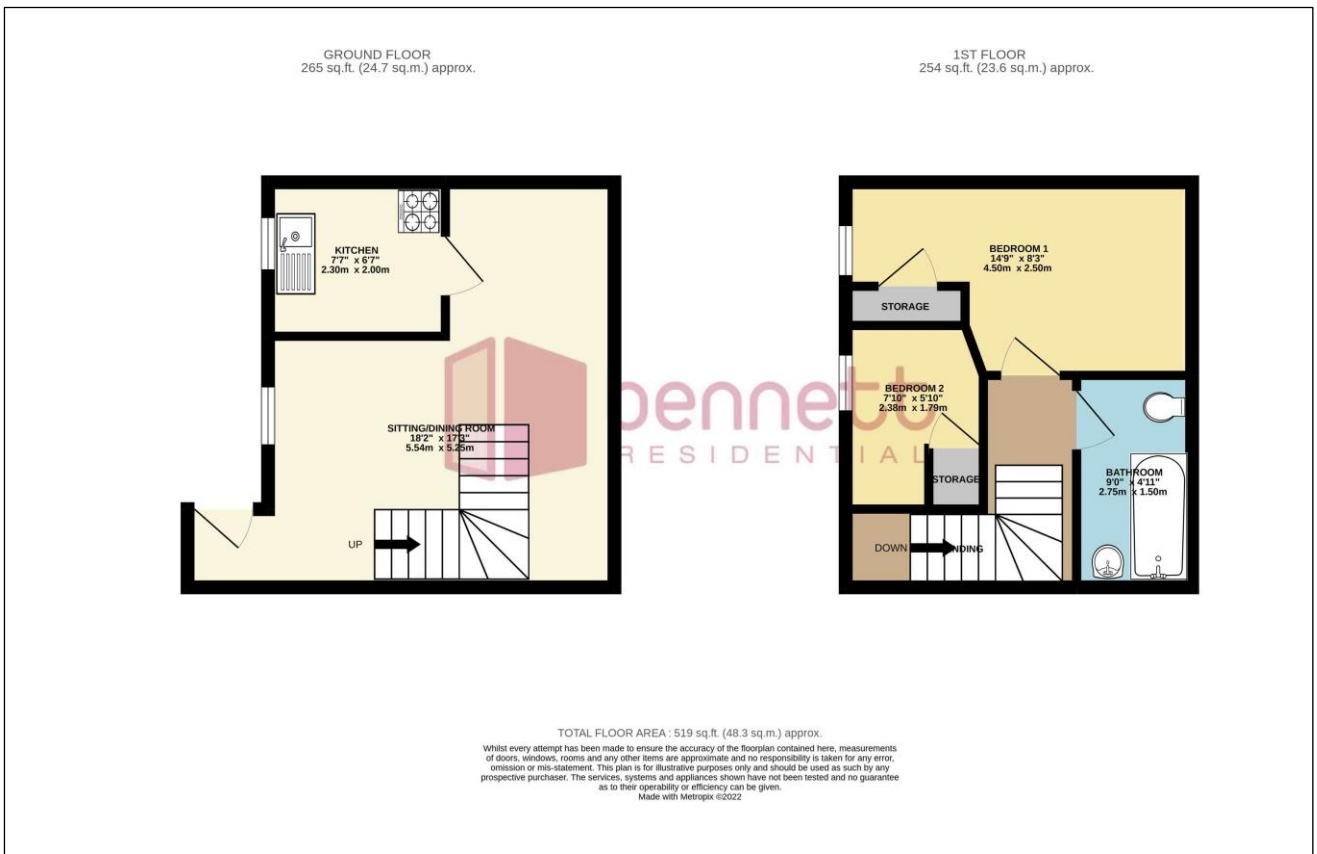 GROUND FLOOR
265 sq.ft. (24.7 sq.m.) approx.
1ST FLOOR
254 sq.ft. (23.6 sq.m.) approx.
KITCHEN
7'7" x 6'7"
2.30m x 2.00m
SITTING/DINING ROOM
18'2" x 17'3"
5.54m x 5.25m
UP
BEDROOM 1
14'9" x 8'3"
4.50m x 2.50m
STORAGE
BEDROOM 2
7'10" x 5'10"
2.38m x 1.79m
STORAGE
BATHROOM
9'0" x 4'11"
2.75m x 1.50m
DOWN
NDING
bennett
RESIDENTIAL
TOTAL FLOOR AREA : 519 sq.ft. (48.3 sq.m.) approx.
Whilst every attempt has been made to ensure the accuracy of the floorplan contained here, measurements
of doors, windows, rooms and any other items are approximate and no responsibility is taken for any error,
omission or mis-statement. This plan is for illustrative purposes only and should be used as such by any
prospective purchaser. The services, systems and appliances shown have not been tested and no guarantee
as to their operability or efficiency can be given.
Made with Metropix ©2022